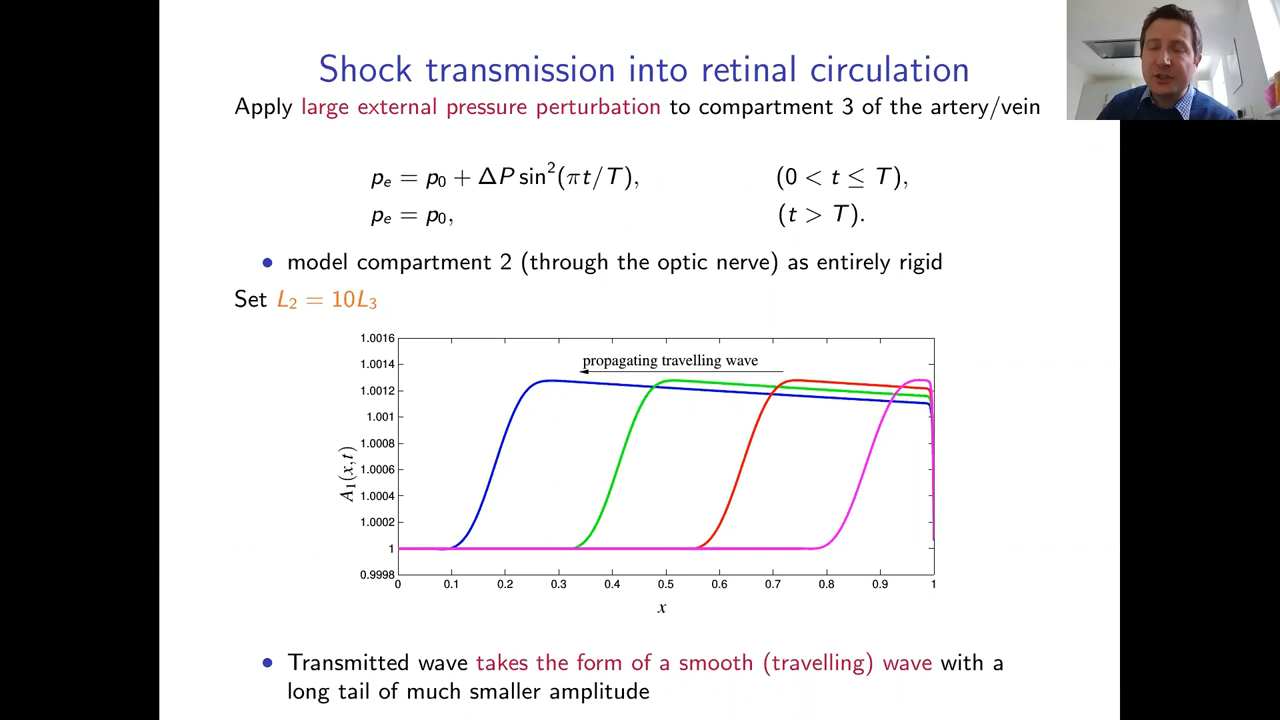 Shock transmission into retinal circulation
Apply large external pressure perturbation to compartment 3 of the artery/vein
pₑ = p₀ + ΔP sin²(πt/T), (0 < t ≤ T),
pₑ = p₀, (t > T).
• model compartment 2 (through the optic nerve) as entirely rigid
Set L₂ = 10L₃
1.0016
1.0014
1.0012
1.001
1.0008
1.0006
1.0004
1.0002
1
0.9998
A₁(x,t)
propagating travelling wave
0 0.1 0.2 0.3 0.4 0.5 0.6 0.7 0.8 0.9 1
x
• Transmitted wave takes the form of a smooth (travelling) wave with a
long tail of much smaller amplitude